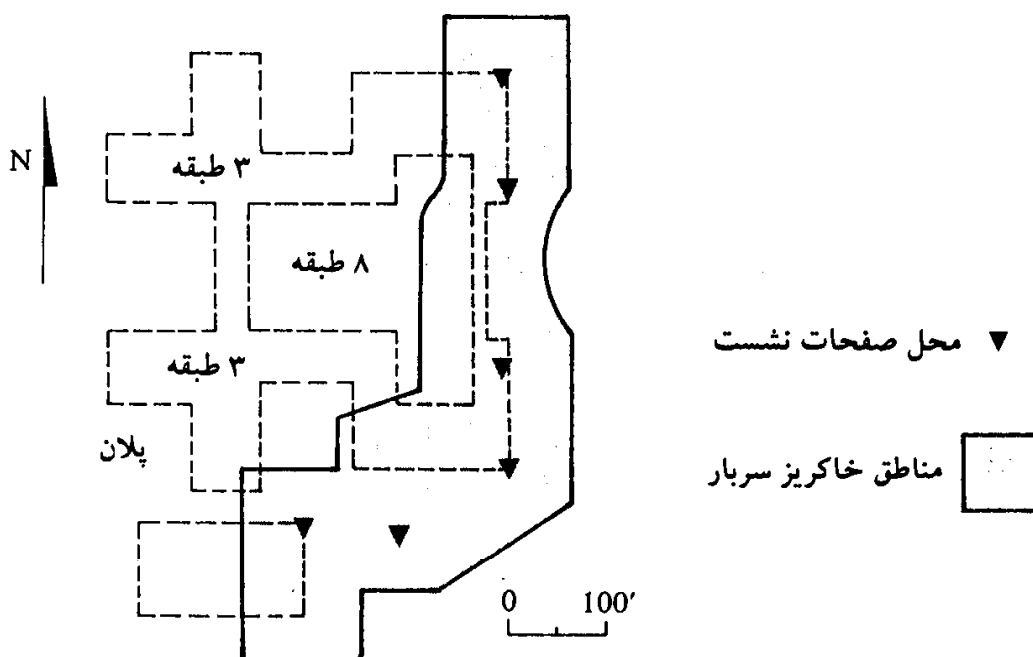 N
۳ طبقه
۸ طبقه
۳ طبقه
پلان
0 100′
محل صفحات نشست
مناطق خاکریز سربار